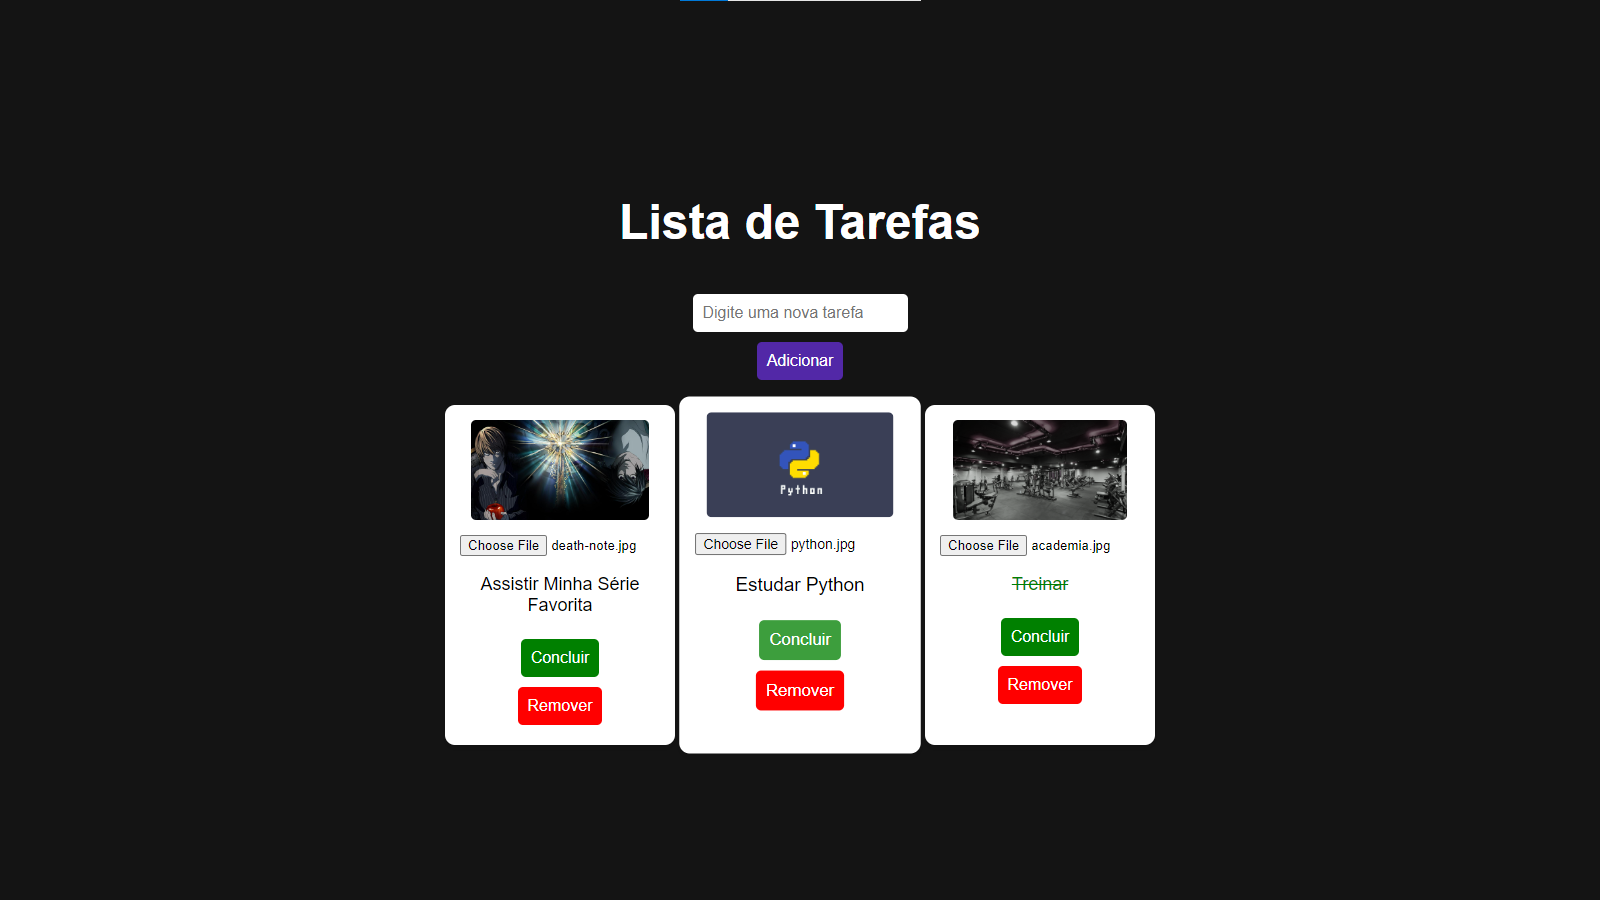 Lista de Tarefas
Digite uma nova tarefa
Adicionar
Choose File death-note.jpg
Assistir Minha Série
Favorita
Concluir
Remover
Python
Choose File python.jpg
Estudar Python
Concluir
Remover
Choose File academia.jpg
Treinar
Concluir
Remover